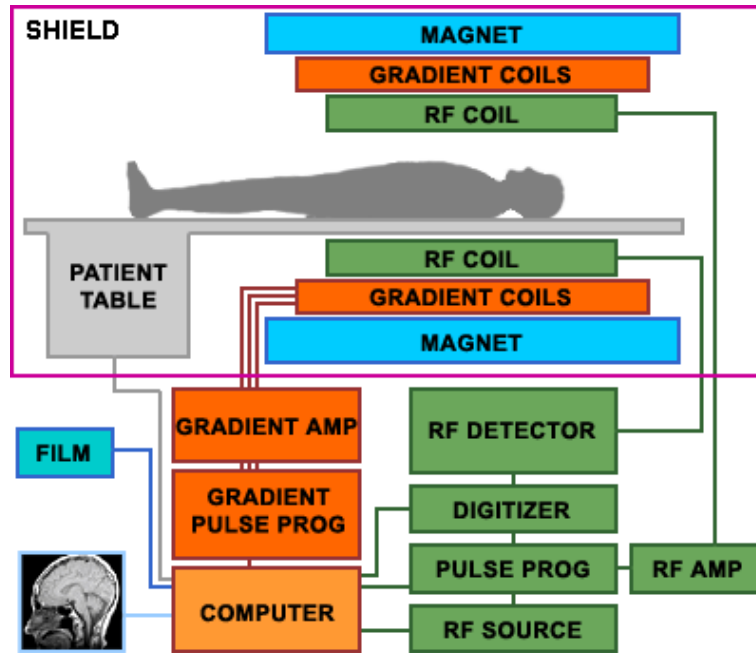 SHIELD
MAGNET
GRADIENT COILS
RF COIL
PATIENT
TABLE
RF COIL
GRADIENT COILS
MAGNET
GRADIENT AMP
RF DETECTOR
FILM
GRADIENT
PULSE PROG
DIGITIZER
PULSE PROG
RF AMP
COMPUTER
RF SOURCE